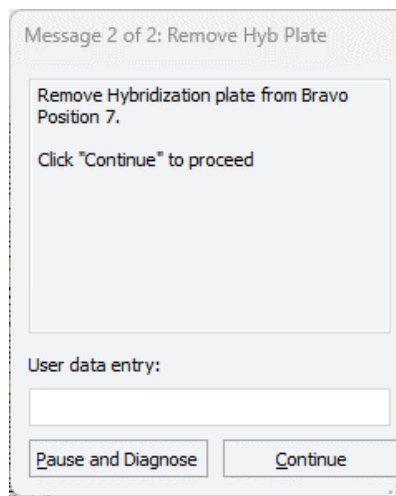 Message 2 of 2: Remove Hyb Plate
Remove Hybridization plate from Bravo
Position 7.
Click "Continue" to proceed
User data entry:
Pause and Diagnose
Continue